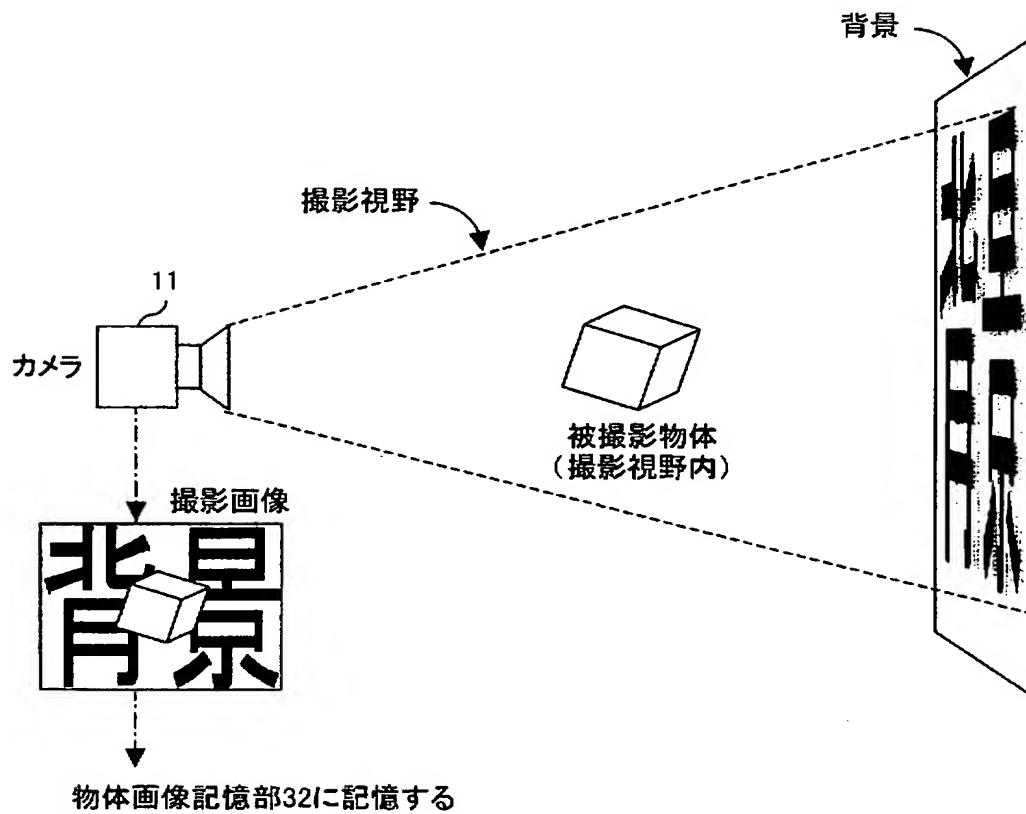 背景
撮影視野
11
カメラ
被撮影物体
(撮影視野内)
撮影画像
背景
背景
物体画像記憶部32に記憶する